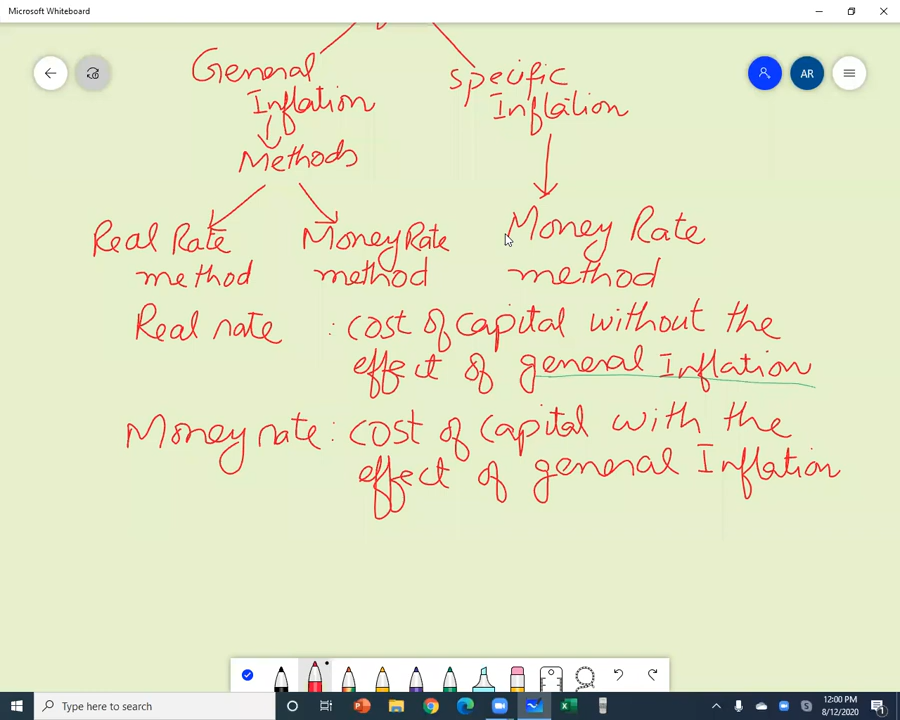 Microsoft Whiteboard
AR
General
Inflation
specific
Inflation
Methods
Real Rate
method
Money Rate
method
Money Rate
method
Real rate : cost of capital without the
effect of general Inflation
Money rate : cost of capital with the
effect of general Inflation
Type here to search
12:00 PM
8/12/2020
1